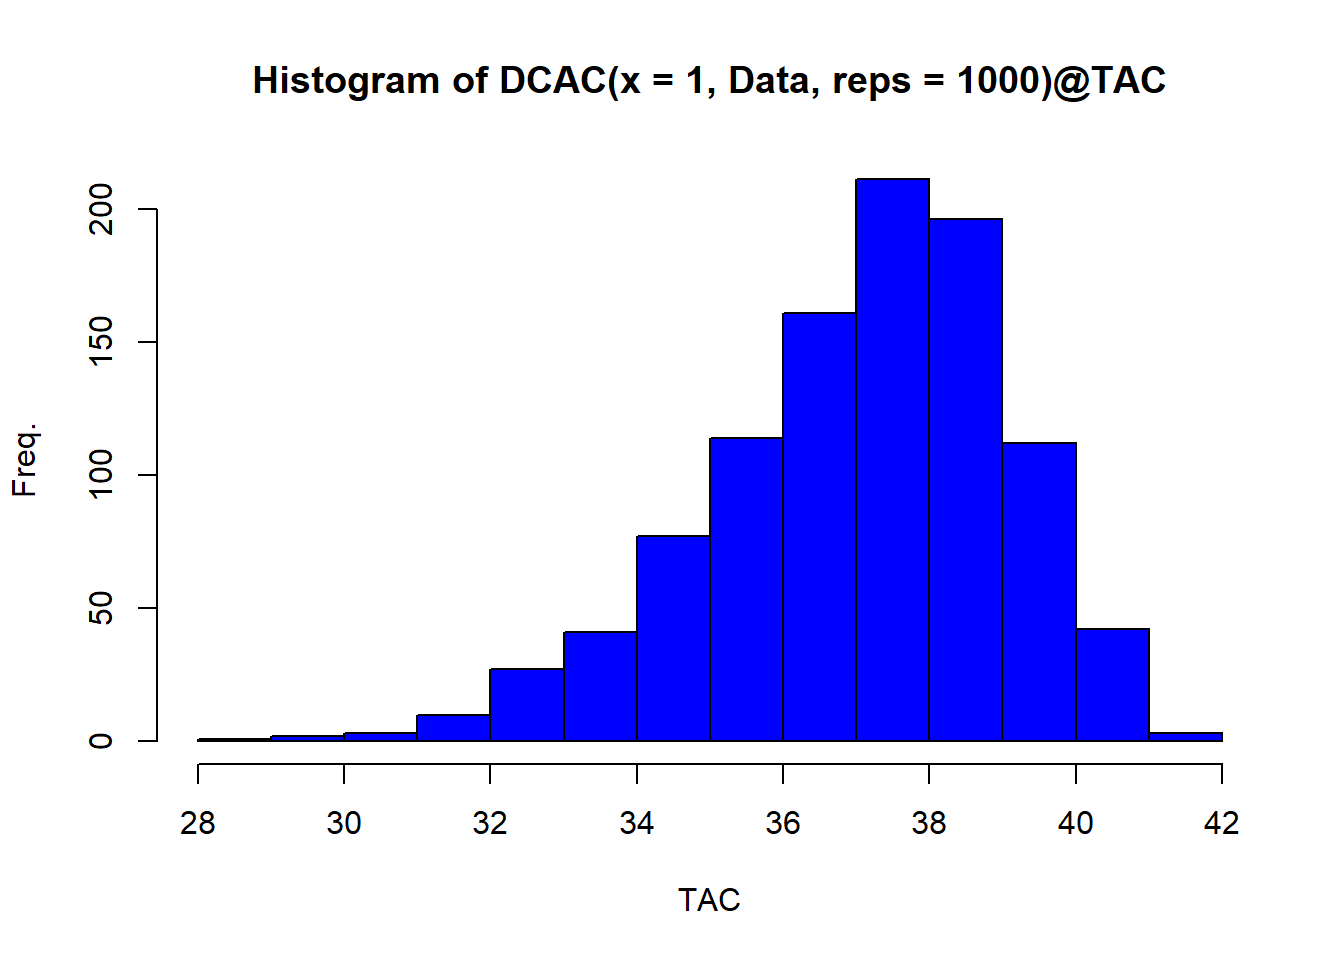 Histogram of DCAC(x = 1, Data, reps = 1000)@TAC
Freq.
200
150
100
50
0
28 30 32 34 36 38 40 42
TAC